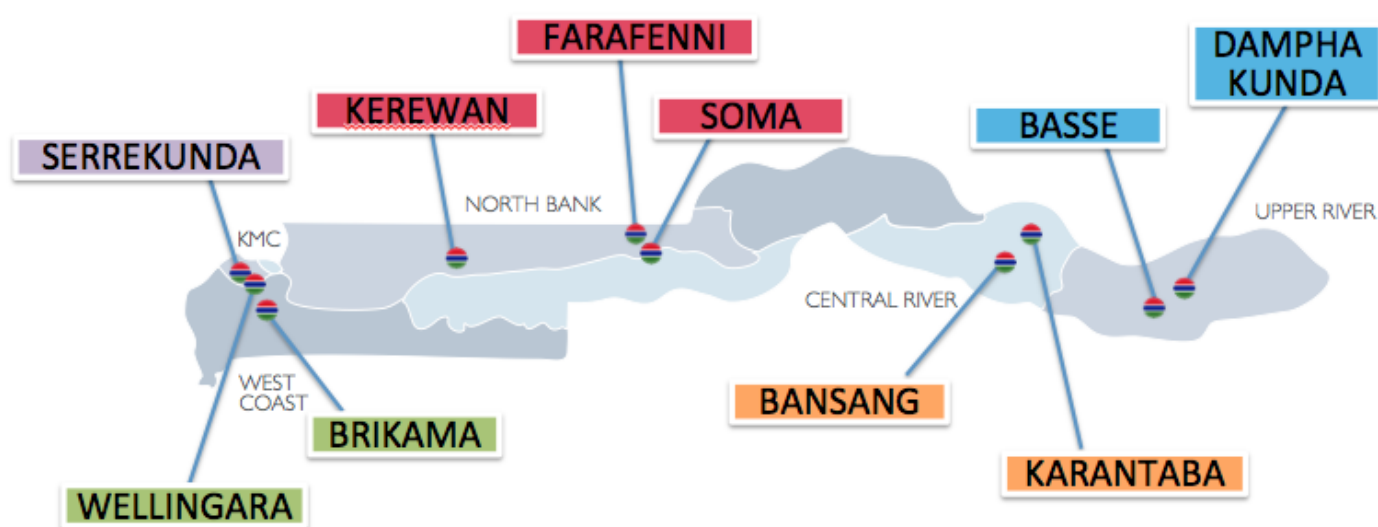 FARAFENNI
DAMPHA
KUNDA
KEREWAN
SOMA
BASSE
SERREKUNDA
NORTH BANK
UPPER RIVER
KMC
CENTRAL RIVER
WEST
COAST
BANSANG
BRIKAMA
KARANTABA
WELLINGARA